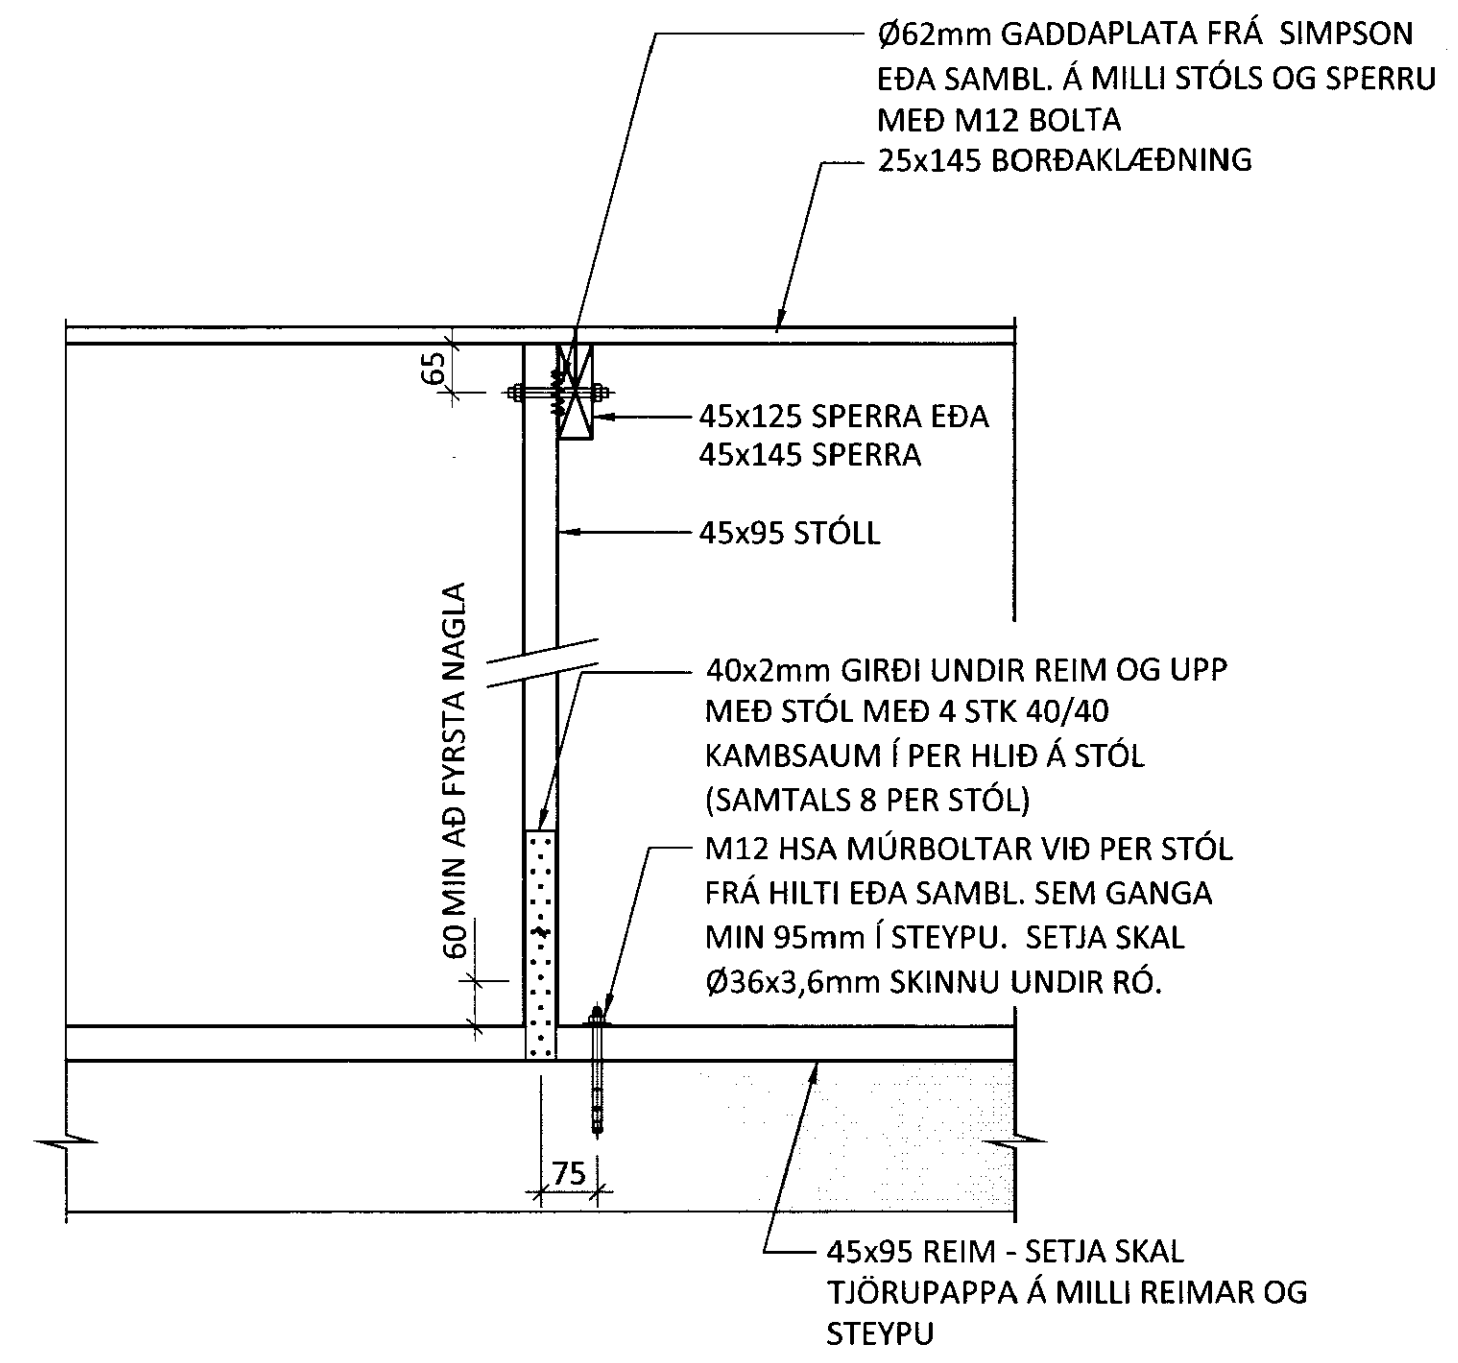 Ø62mm GADDAPLATA FRÁ SIMPSON
EÐA SAMBL. Á MILLI STÓLS OG SPERRU
MEÐ M12 BOLTA
25x145 BORÐAKLÆÐNING
65
45x125 SPERRA EÐA
45x145 SPERRA
45x95 STÓLL
60 MIN AÐ FYRSTA NAGLA
40x2mm GIRÐI UNDIR REIM OG UPP
MEÐ STÓL MEÐ 4 STK 40/40
KAMBSAUM Í PER HLIÐ Á STÓL
(SAMTALS 8 PER STÓL)
M12 HSA MÚRBOLTAR VIÐ PER STÓL
FRÁ HILTI EÐA SAMBL. SEM GANGA
MIN 95mm Í STEYPU. SETJA SKAL
Ø36x3,6mm SKINNU UNDIR RÓ.
75
45x95 REIM - SETJA SKAL
TJÖRUPAPPA Á MILLI REIMAR OG
STEYPU